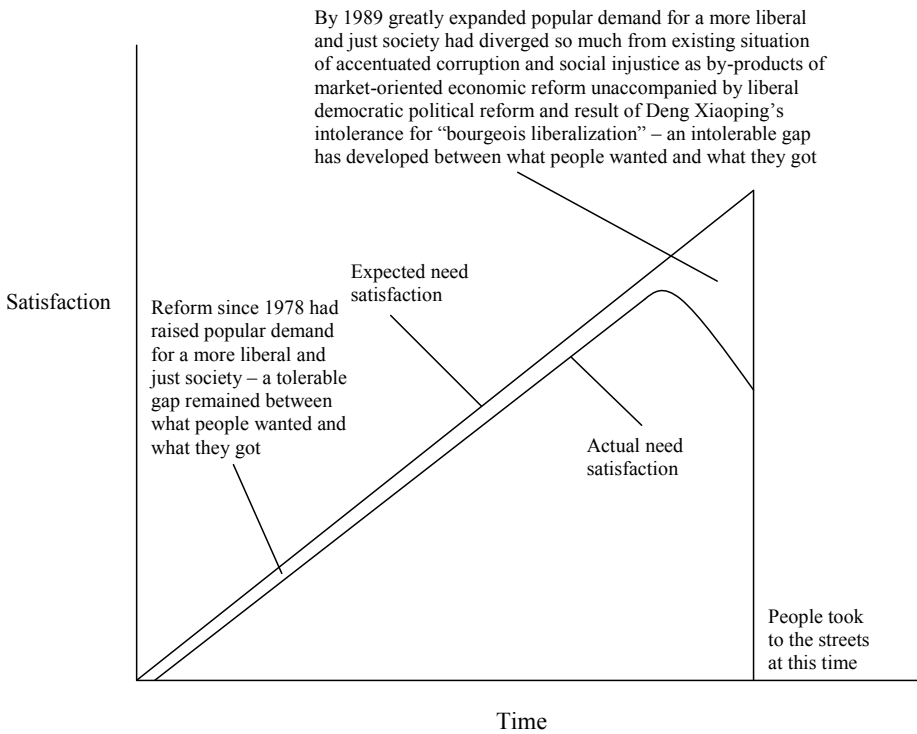 By 1989 greatly expanded popular demand for a more liberal
and just society had diverged so much from existing situation
of accentuated corruption and social injustice as by-products of
market-oriented economic reform unaccompanied by liberal
democratic political reform and result of Deng Xiaoping’s
intolerance for “bourgeois liberalization” – an intolerable gap
has developed between what people wanted and what they got
Expected need
satisfaction
Satisfaction
Reform since 1978 had
raised popular demand
for a more liberal and
just society – a tolerable
gap remained between
what people wanted and
what they got
Actual need
satisfaction
People took
to the streets
at this time
Time